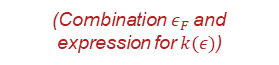 (Combination ϵ_F and
expression for k(ϵ))